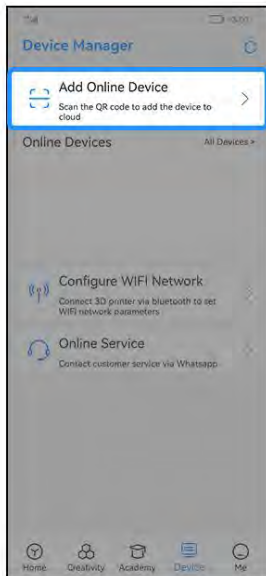 Device Manager
Add Online Device
Scan the QR code to add the device to
cloud
Online Devices All Devices >
Configure WIFI Network
Connect 3D printer via bluetooth to set
WIFI network parameters
Online Service
Contact customer service via Whatsapp
Home Creativity Academy Device Me